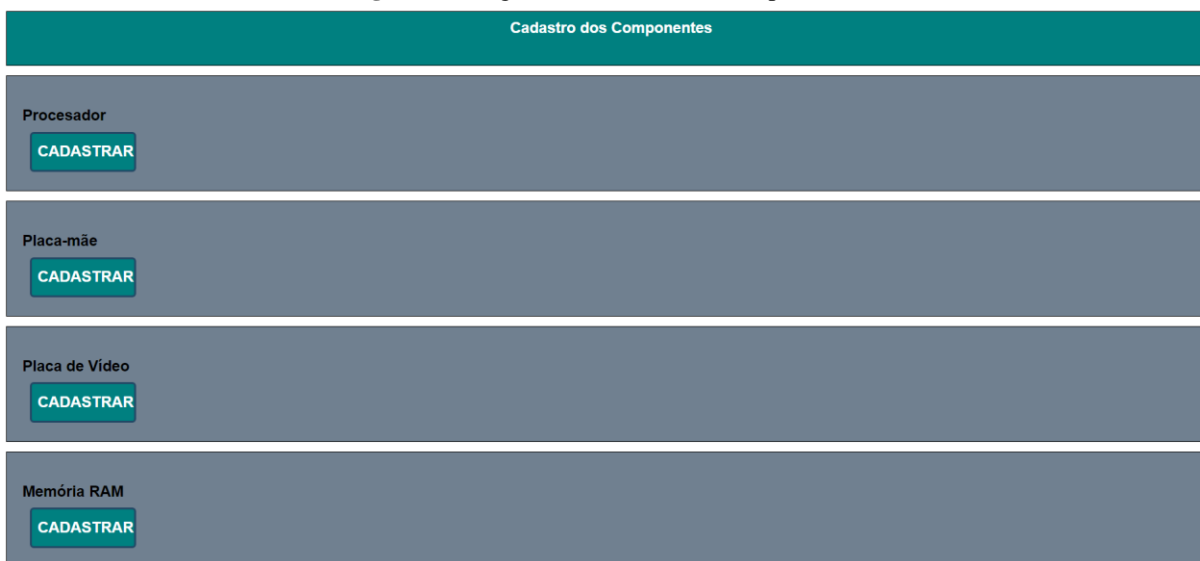 Cadastro dos Componentes
Procesador
CADASTRAR
Placa-mãe
CADASTRAR
Placa de Vídeo
CADASTRAR
Memória RAM
CADASTRAR